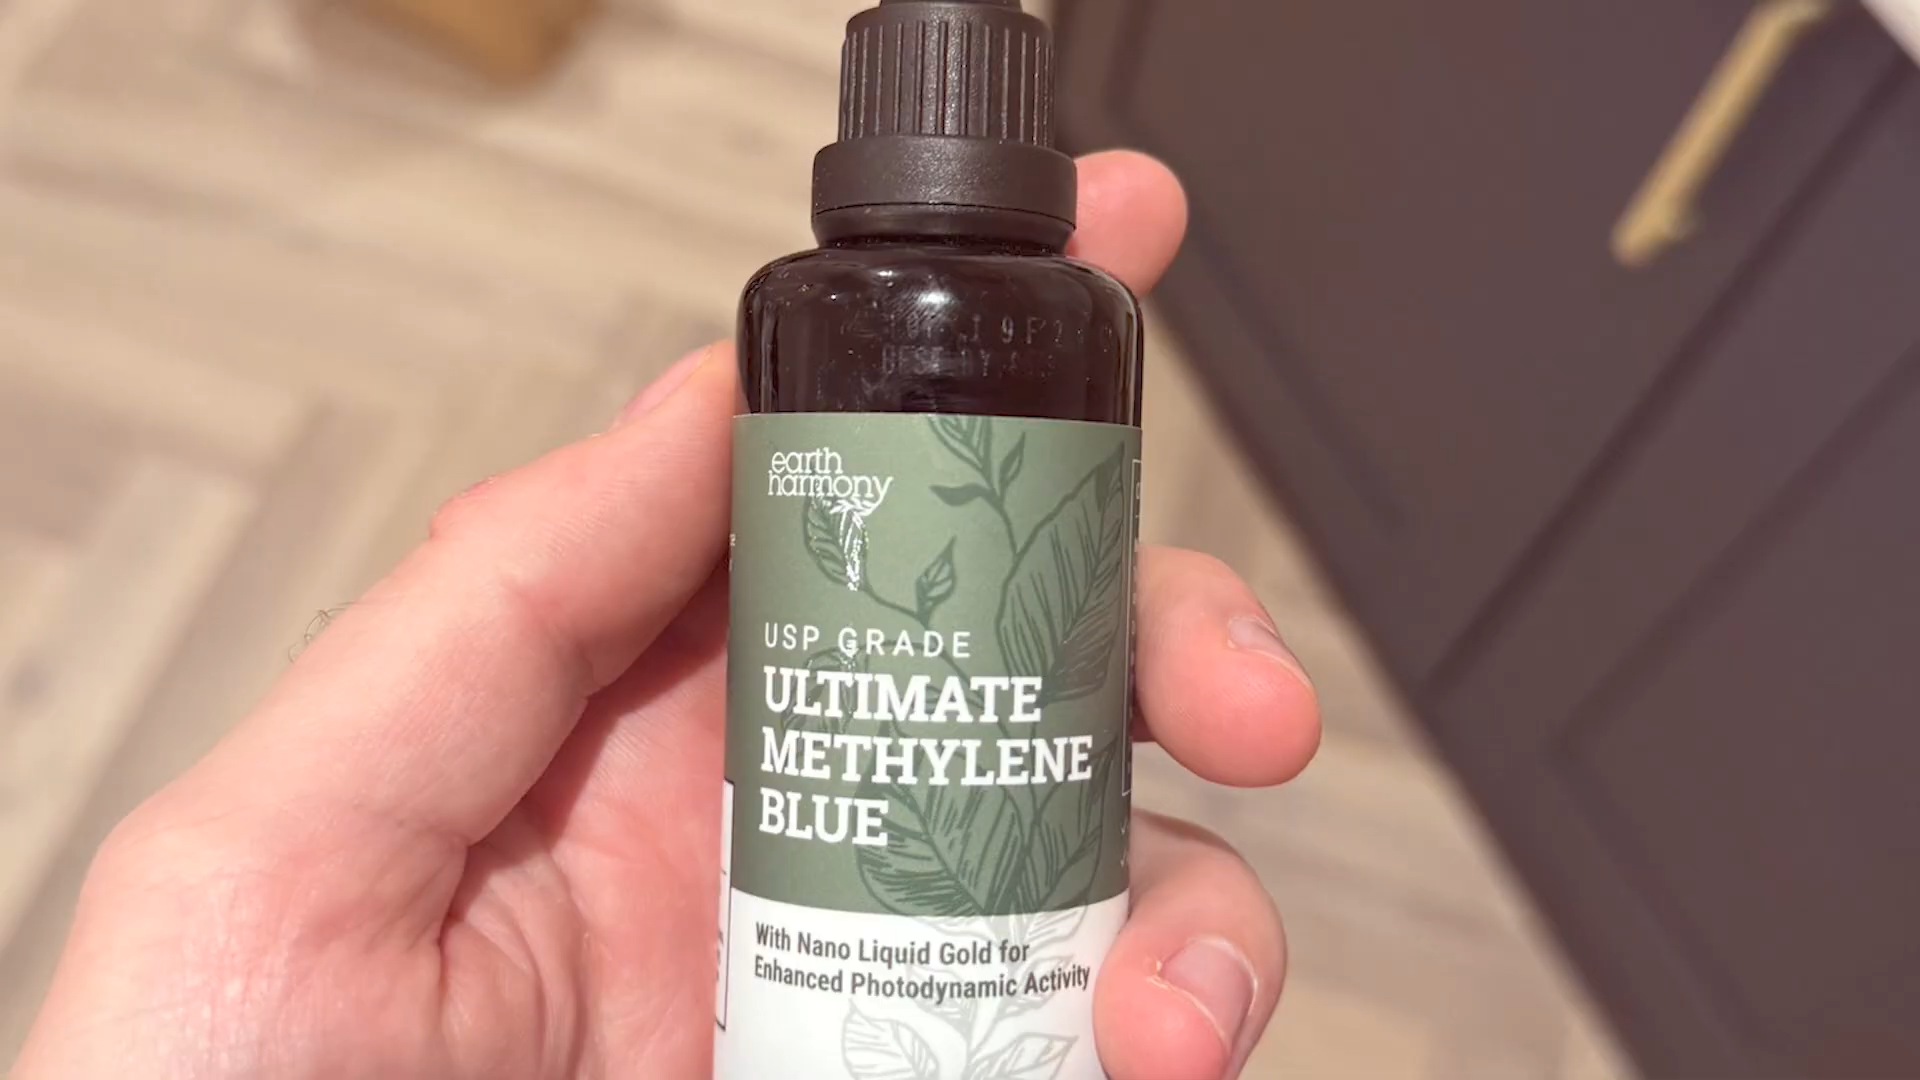 earth
harmony
USP GRADE
ULTIMATE
METHYLENE
BLUE
With Nano Liquid Gold for
Enhanced Photodynamic Activity